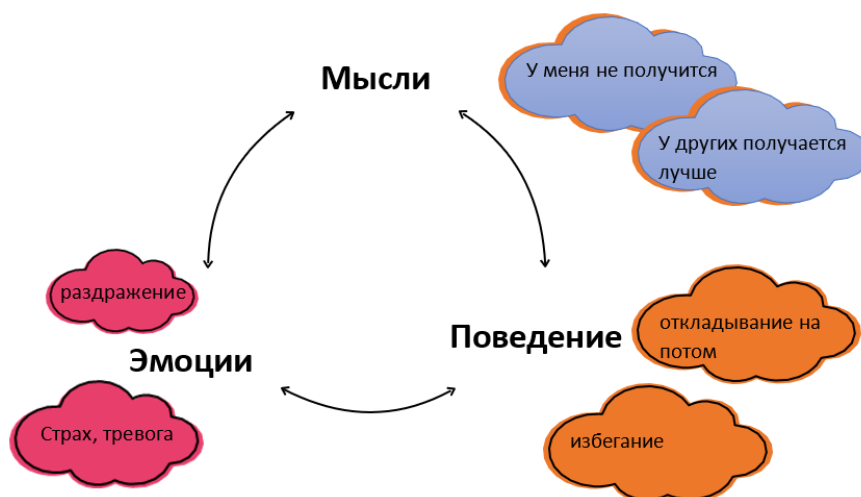 Мысли
У меня не получится
У других получается
лучше
раздражение
Эмоции
Страх, тревога
Поведение
откладывание на
потом
избегание